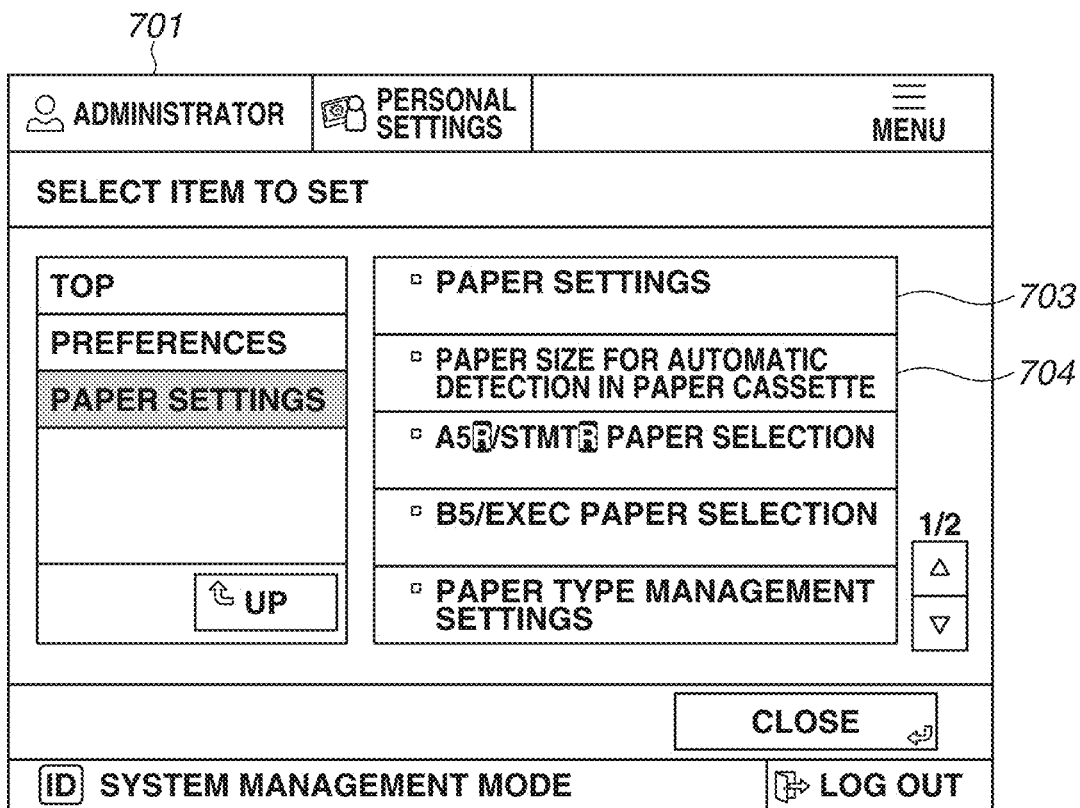 701
ADMINISTRATOR
PERSONAL
SETTINGS
MENU
SELECT ITEM TO SET
TOP
PREFERENCES
PAPER SETTINGS
UP
PAPER SETTINGS
703
PAPER SIZE FOR AUTOMATIC
DETECTION IN PAPER CASSETTE
704
A5R/STMTR PAPER SELECTION
B5/EXEC PAPER SELECTION
PAPER TYPE MANAGEMENT
SETTINGS
1/2
CLOSE
ID SYSTEM MANAGEMENT MODE
LOG OUT